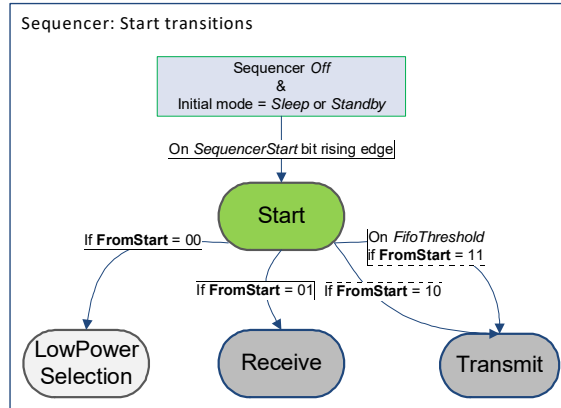 Sequencer: Start transitions
Sequencer Off
&
Initial mode = Sleep or Standby
On SequencerStart bit rising edge
Start
If FromStart = 00
On FifoThreshold
if FromStart = 11
If FromStart = 01
If FromStart = 10
LowPower
Selection
Receive
Transmit